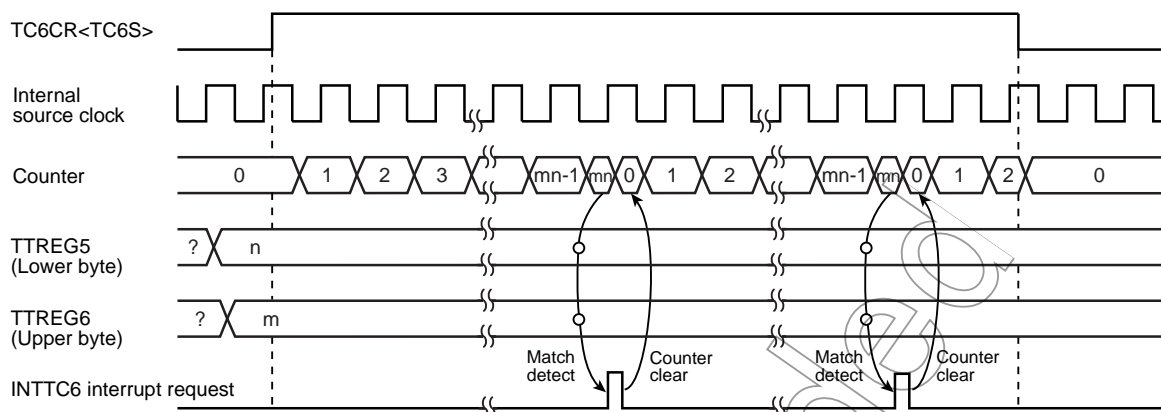 TC6CR<TC6S>
Internal
source clock
Counter
0 1 2 3 mn-1 mn 0 1 2 mn-1 mn 0 1 2 0
TTREG5
(Lower byte)
? n
TTREG6
(Upper byte)
? m
Match
detect
Counter
clear
Match
detect
Counter
clear
INTTC6 interrupt request